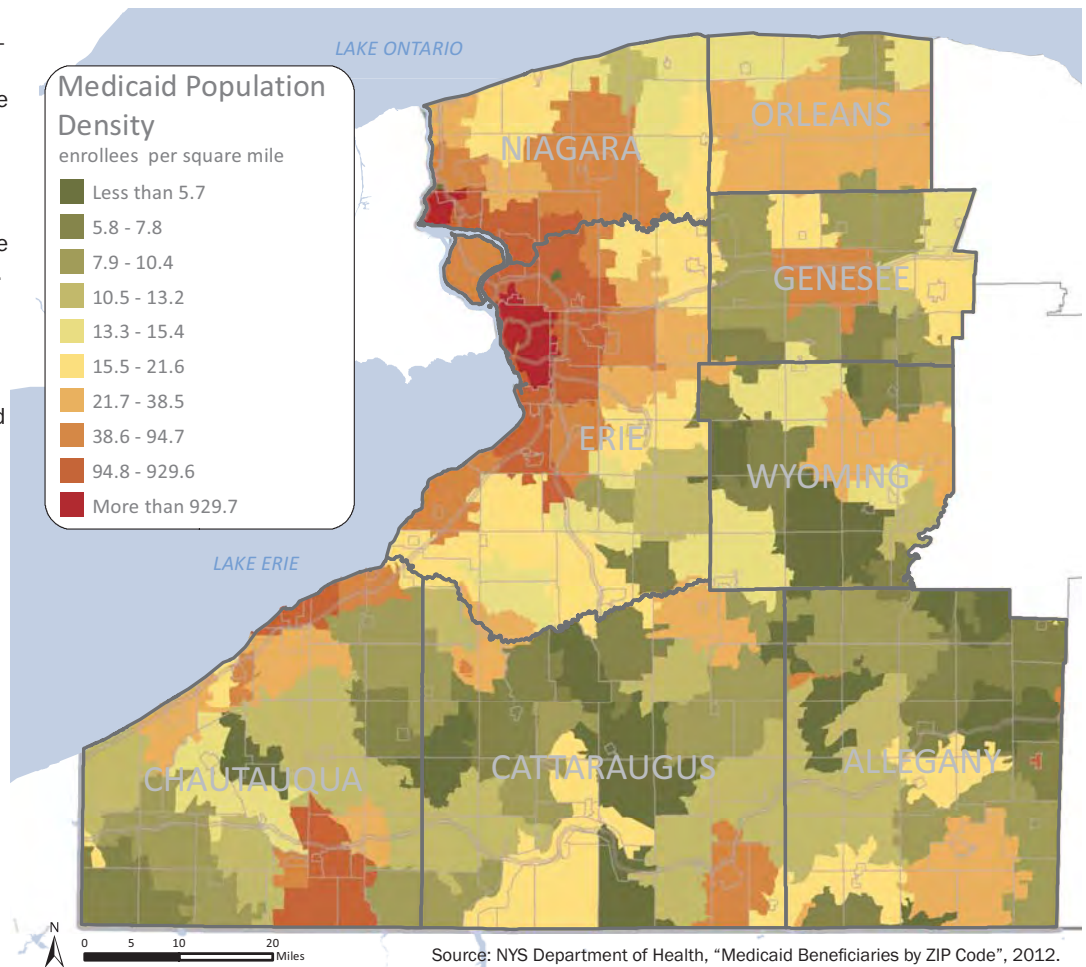 LAKE ONTARIO
Medicaid Population
Density
enrollees per square mile
Less than 5.7
5.8 - 7.8
7.9 - 10.4
10.5 - 13.2
13.3 - 15.4
15.5 - 21.6
21.7 - 38.5
38.6 - 94.7
94.8 - 929.6
More than 929.7
NIAGARA
ORLEANS
GENESEE
ERIE
WYOMING
LAKE ERIE
CHAUTAUQUA
CATTARAUGUS
ALLEGANY
N
0 5 10 20
Miles
Source: NYS Department of Health, “Medicaid Beneficiaries by ZIP Code”, 2012.